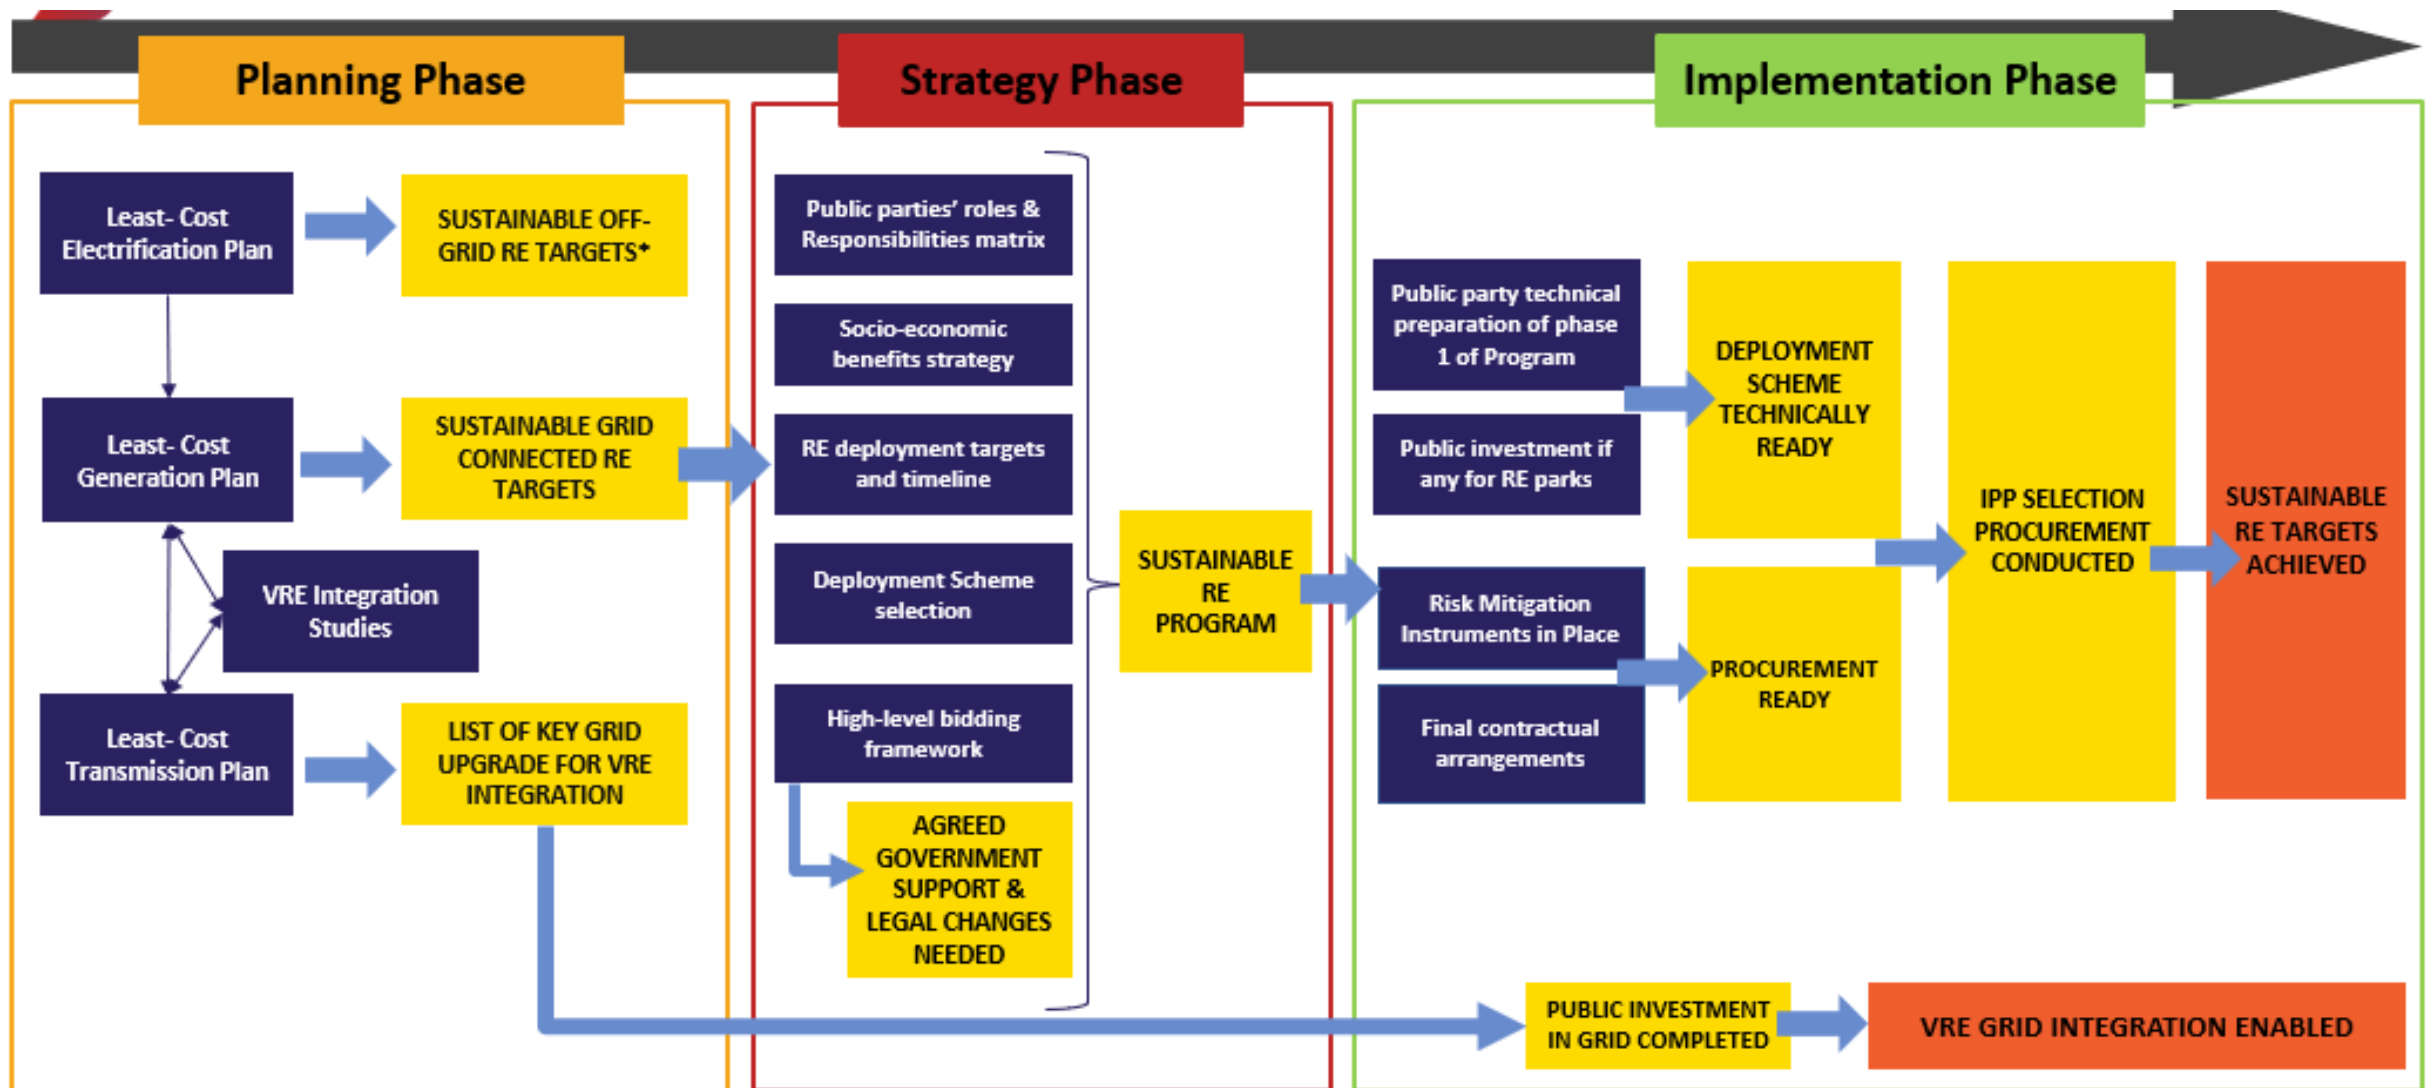 Planning Phase
Strategy Phase
Implementation Phase
Least- Cost
Electrification Plan
SUSTAINABLE OFF-
GRID RE TARGETS*
Least- Cost
Generation Plan
SUSTAINABLE GRID
CONNECTED RE
TARGETS
VRE Integration
Studies
Least- Cost
Transmission Plan
LIST OF KEY GRID
UPGRADE FOR VRE
INTEGRATION
Public parties' roles &
Responsibilities matrix
Socio-economic
benefits strategy
RE deployment targets
and timeline
Deployment Scheme
selection
High-level bidding
framework
AGREED
GOVERNMENT
SUPPORT &
LEGAL CHANGES
NEEDED
SUSTAINABLE
RE
PROGRAM
Public party technical
preparation of phase
1 of Program
Public investment if
any for RE parks
Risk Mitigation
Instruments in Place
Final contractual
arrangements
DEPLOYMENT
SCHEME
TECHNICALLY
READY
PROCUREMENT
READY
IPP SELECTION
PROCUREMENT
CONDUCTED
SUSTAINABLE
RE TARGETS
ACHIEVED
PUBLIC INVESTMENT
IN GRID COMPLETED
VRE GRID INTEGRATION ENABLED